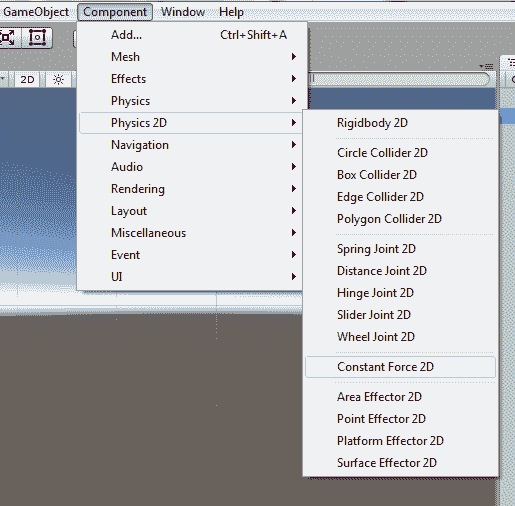 GameObject Component Window Help
2D
Add... Ctrl+Shift+A
Mesh
Effects
Physics
Physics 2D
Navigation
Audio
Rendering
Layout
Miscellaneous
Event
UI
Rigidbody 2D
Circle Collider 2D
Box Collider 2D
Edge Collider 2D
Polygon Collider 2D
Spring Joint 2D
Distance Joint 2D
Hinge Joint 2D
Slider Joint 2D
Wheel Joint 2D
Constant Force 2D
Area Effector 2D
Point Effector 2D
Platform Effector 2D
Surface Effector 2D